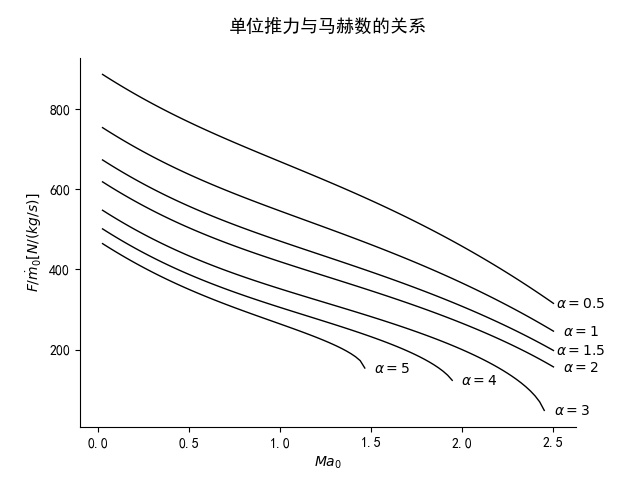 单位推力与马赫数的关系
F/ṁ₀[N/(kg/s)]
800
600
400
200
α = 0.5
α = 1
α = 1.5
α = 2
α = 5
α = 4
α = 3
0.0 0.5 1.0 1.5 2.0 2.5
Ma₀